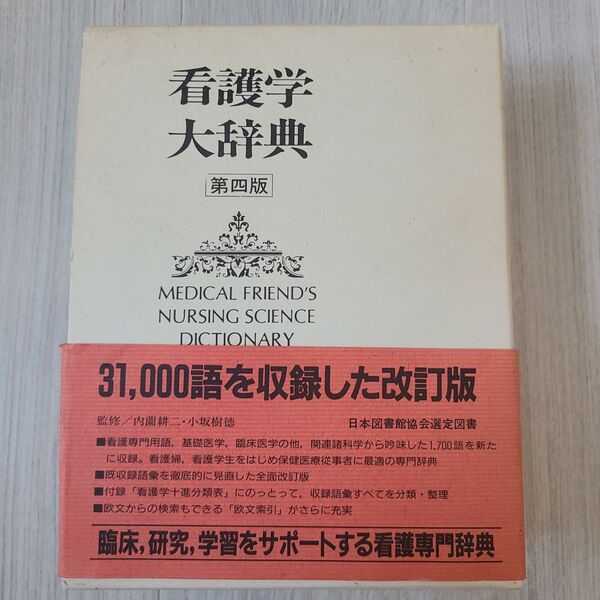 看護学
大辞典
第四版
MEDICAL FRIEND'S
NURSING SCIENCE
DICTIONARY
31,000語を収録した改訂版
監修/内薗耕二・小坂樹徳
日本図書館協会選定図書
■看護専門用語，基礎医学，臨床医学の他，関連諸科学から吟味した1,700語を新た
に収録。看護婦，看護学生をはじめ保健医療従事者に最適の専門辞典
■既収録語彙を徹底的に見直した全面改訂版
■付録「看護学十進分類表」にのっとって，収録語彙すべてを分類・整理
■欧文からの検索もできる「欧文索引」がさらに充実
臨床，研究，学習をサポートする看護専門辞典